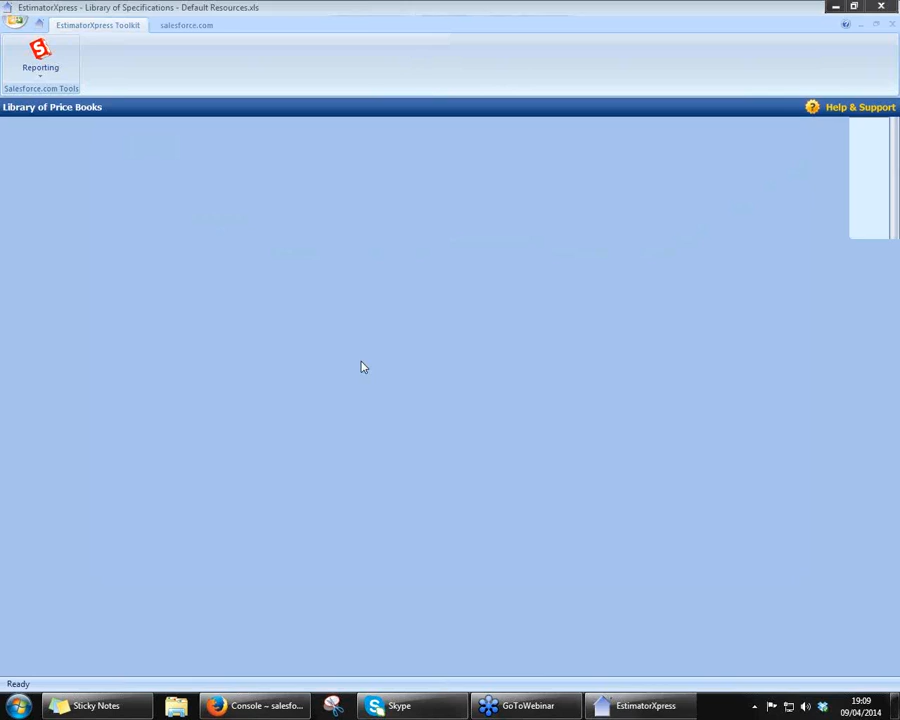 EstimatorXpress - Library of Specifications - Default Resources.xls
EstimatorXpress Toolkit salesforce.com
Reporting
Salesforce.com Tools
Library of Price Books Help & Support
Ready
Sticky Notes Console ~ salesfo... Skype GoToWebinar EstimatorXpress 19:09
09/04/2014